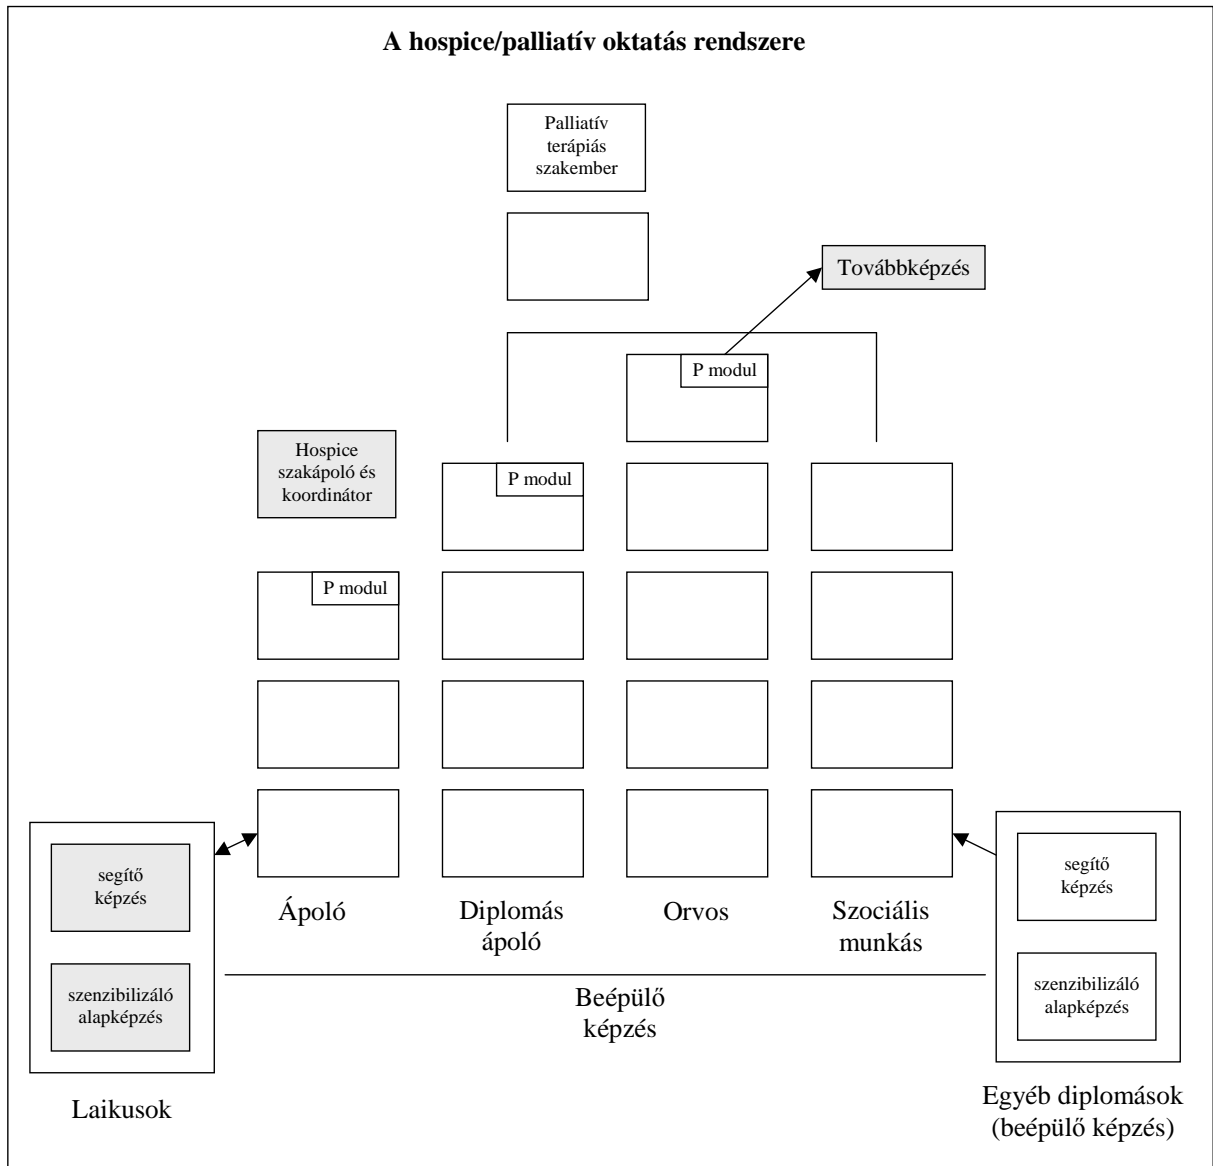 A hospice/palliatív oktatás rendszere
Palliatív
terápiás
szakember
Továbbképzés
P modul
Hospice
szakápoló és
koordinátor
P modul
P modul
segítő
képzés
szenzibilizáló
alapképzés
Laikusok
Ápoló
Diplomás
ápoló
Orvos
Szociális
munkás
Beépülő
képzés
segítő
képzés
szenzibilizáló
alapképzés
Egyéb diplomások
(beépülő képzés)